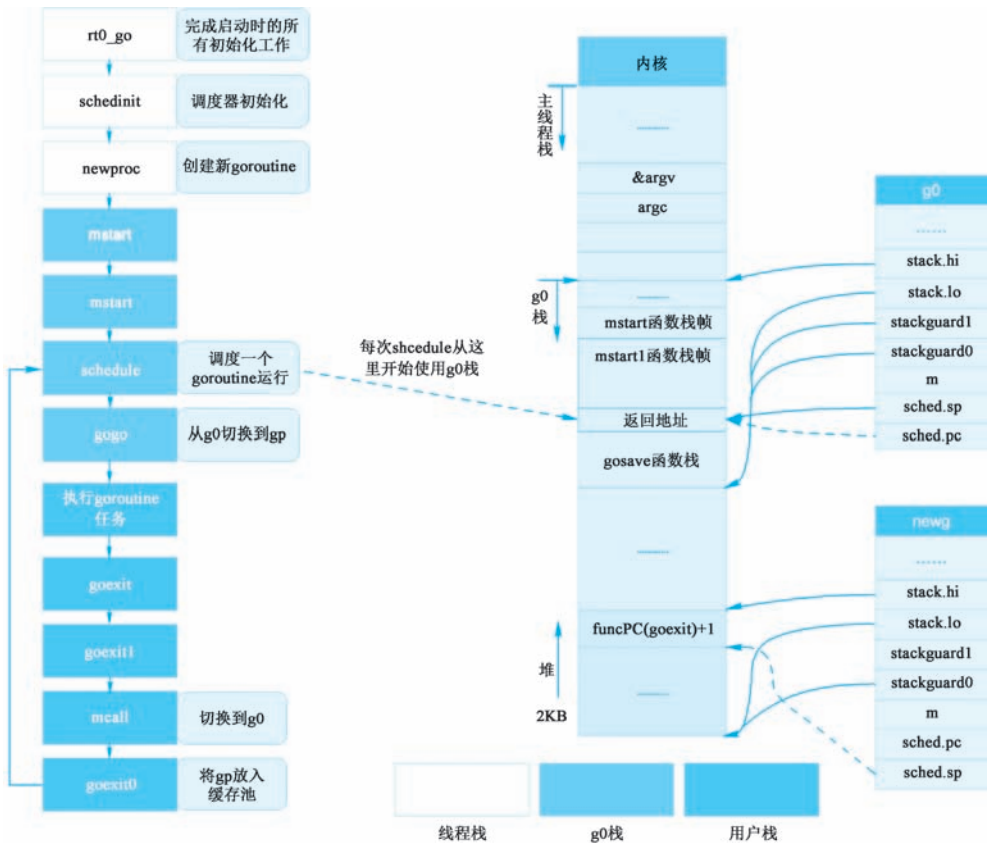 rt0_go
完成启动时的所
有初始化工作
schedinit
调度器初始化
newproc
创建新goroutine
mstart
mstart
schedule
调度一个
goroutine运行
gogo
从g0切换到gp
执行goroutine
任务
goexit
goexit1
mcall
切换到g0
goexit0
将gp放入
缓存池
每次shcedule从这
里开始使用g0栈
内核
主线程栈
——
&argv
argc
g0
栈
——
mstart函数栈帧
mstart1函数栈帧
返回地址
gosave函数栈
——
funcPC(goexit)+1
堆
——
2KB
g0
……
stack.hi
stack.lo
stackguard1
stackguard0
m
sched.sp
sched.pc
newg
……
stack.hi
stack.lo
stackguard1
stackguard0
m
sched.pc
sched.sp
线程栈
g0栈
用户栈